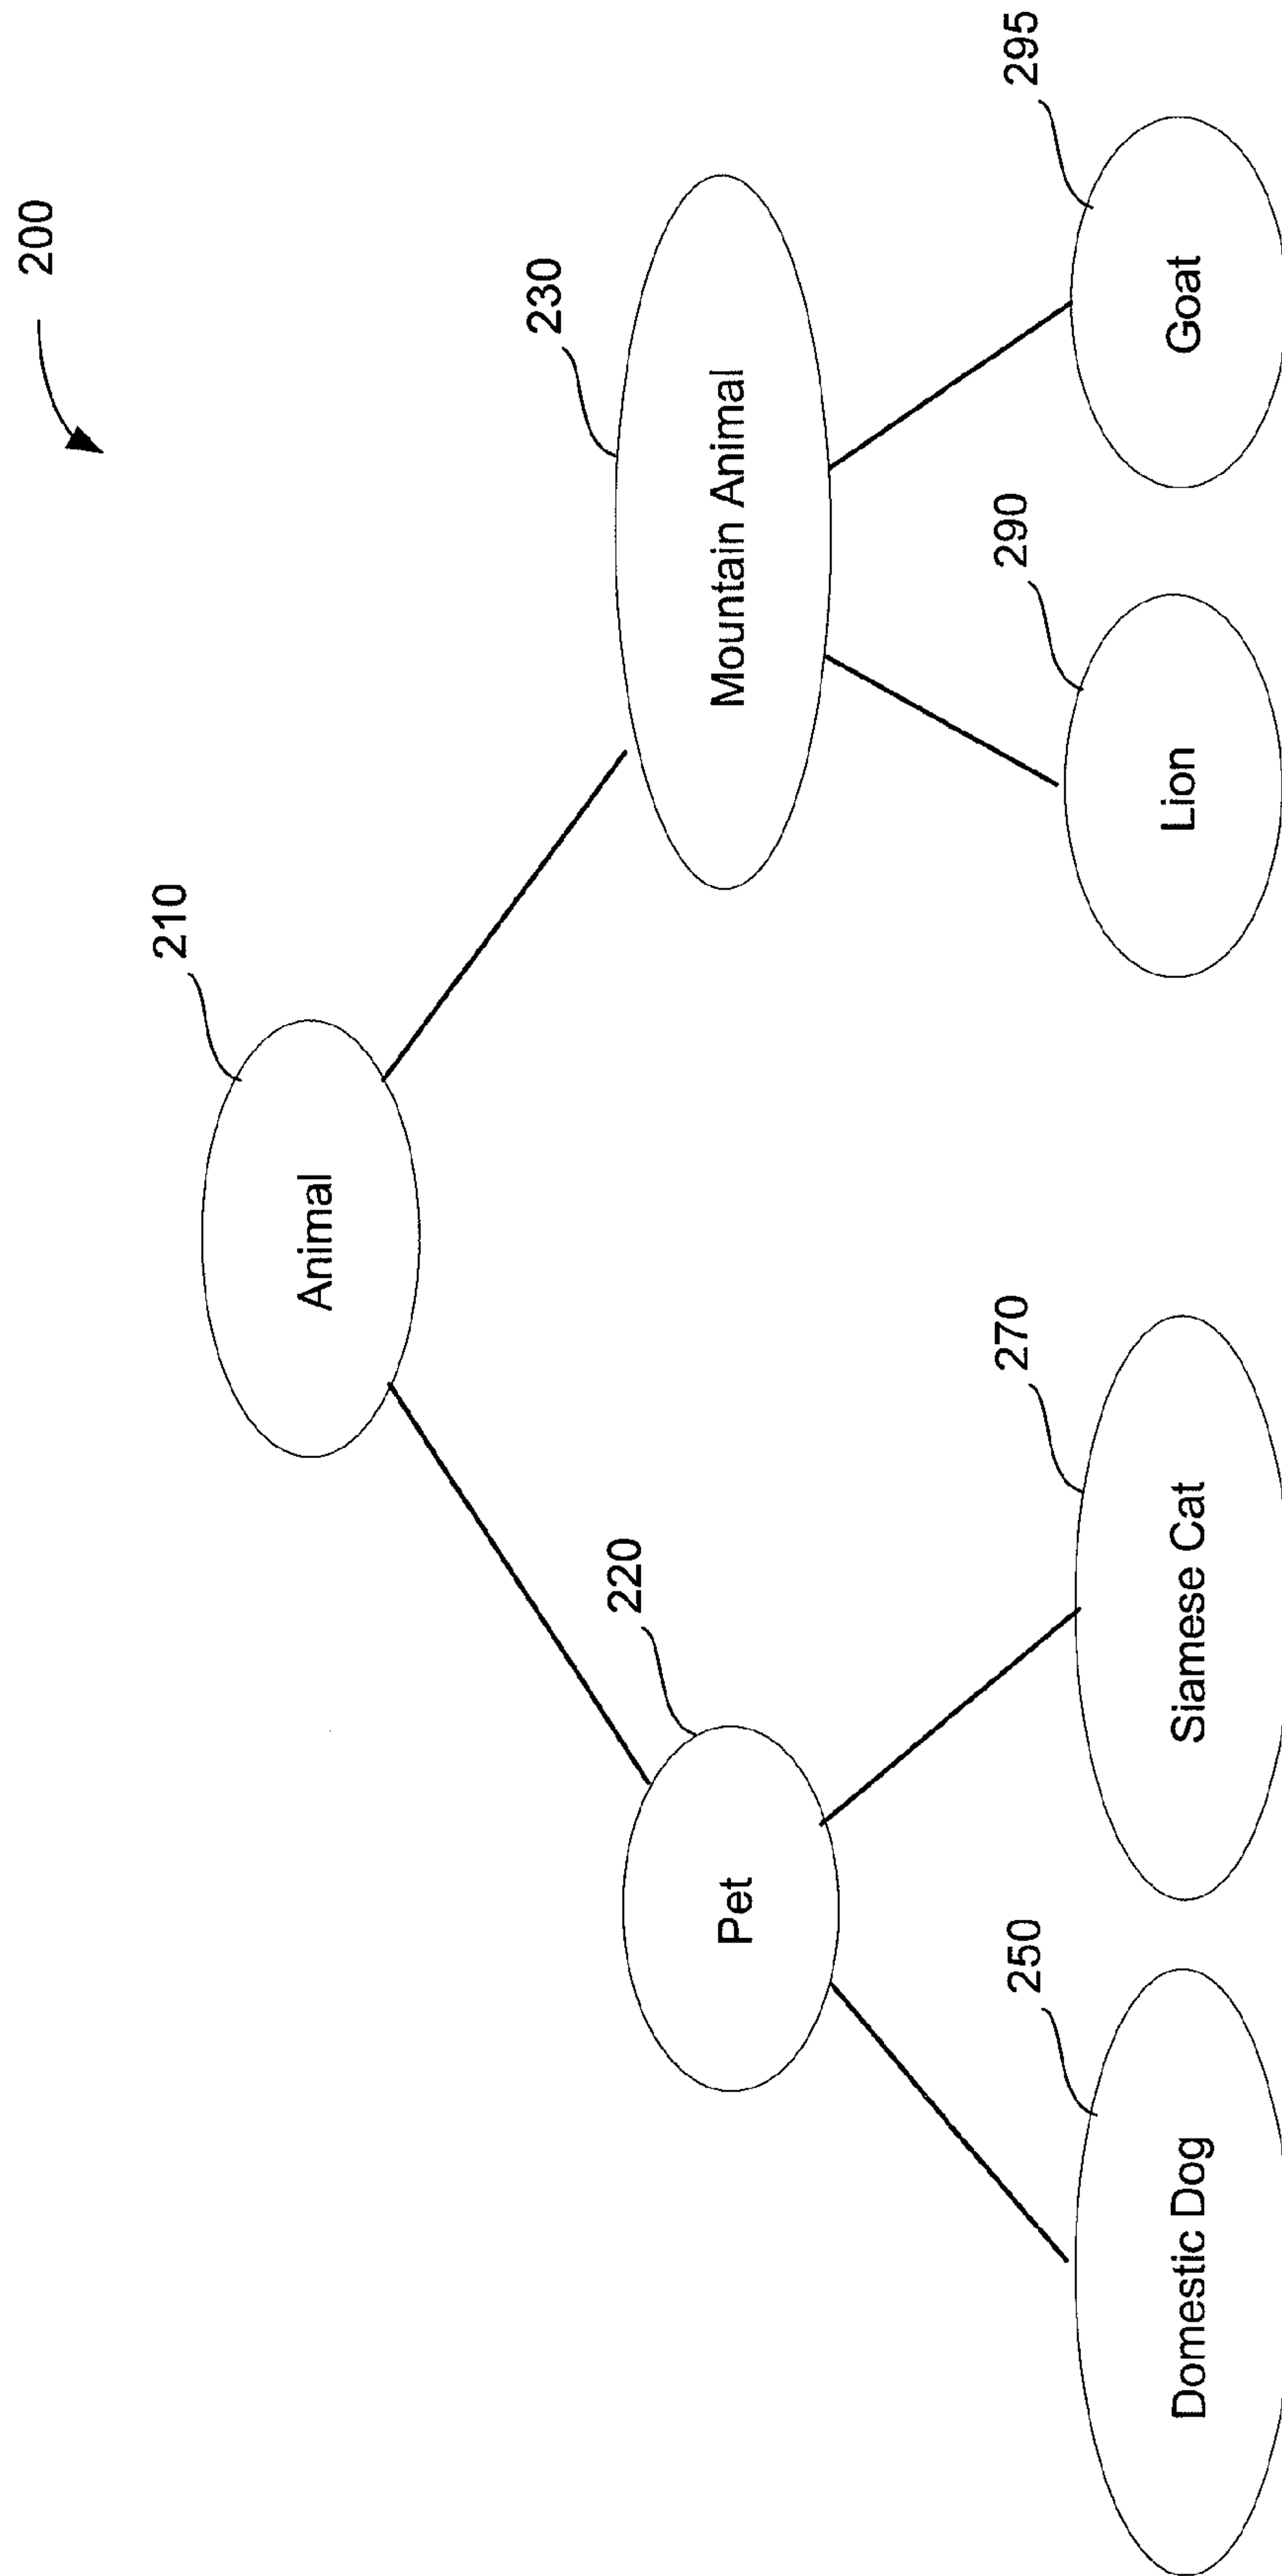 200
210
Animal
220
Pet
230
Mountain Animal
250
Domestic Dog
270
Siamese Cat
290
Lion
295
Goat